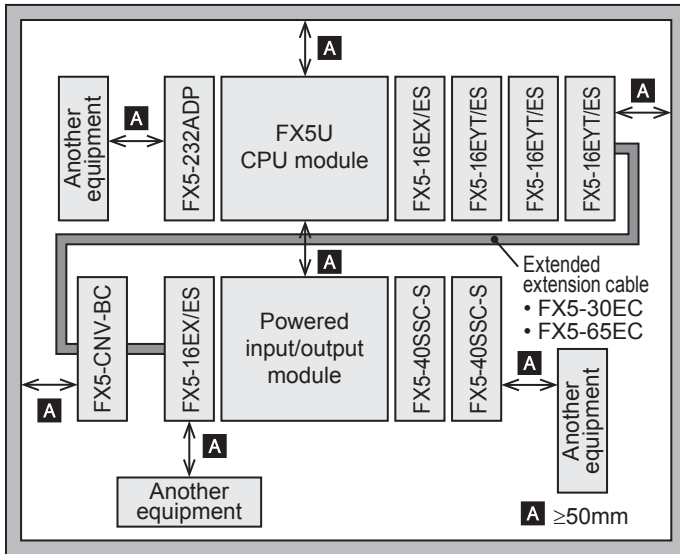 A
Another
equipment
A
FX5-232ADP
FX5U
CPU module
FX5-16EX/ES
FX5-16EYT/ES
FX5-16EYT/ES
FX5-16EYT/ES
A
A
Extended
extension cable
• FX5-30EC
• FX5-65EC
FX5-CNV-BC
FX5-16EX/ES
Powered
input/output
module
FX5-40SSC-S
FX5-40SSC-S
A
A
A
Another
equipment
Another
equipment
A ≥50mm